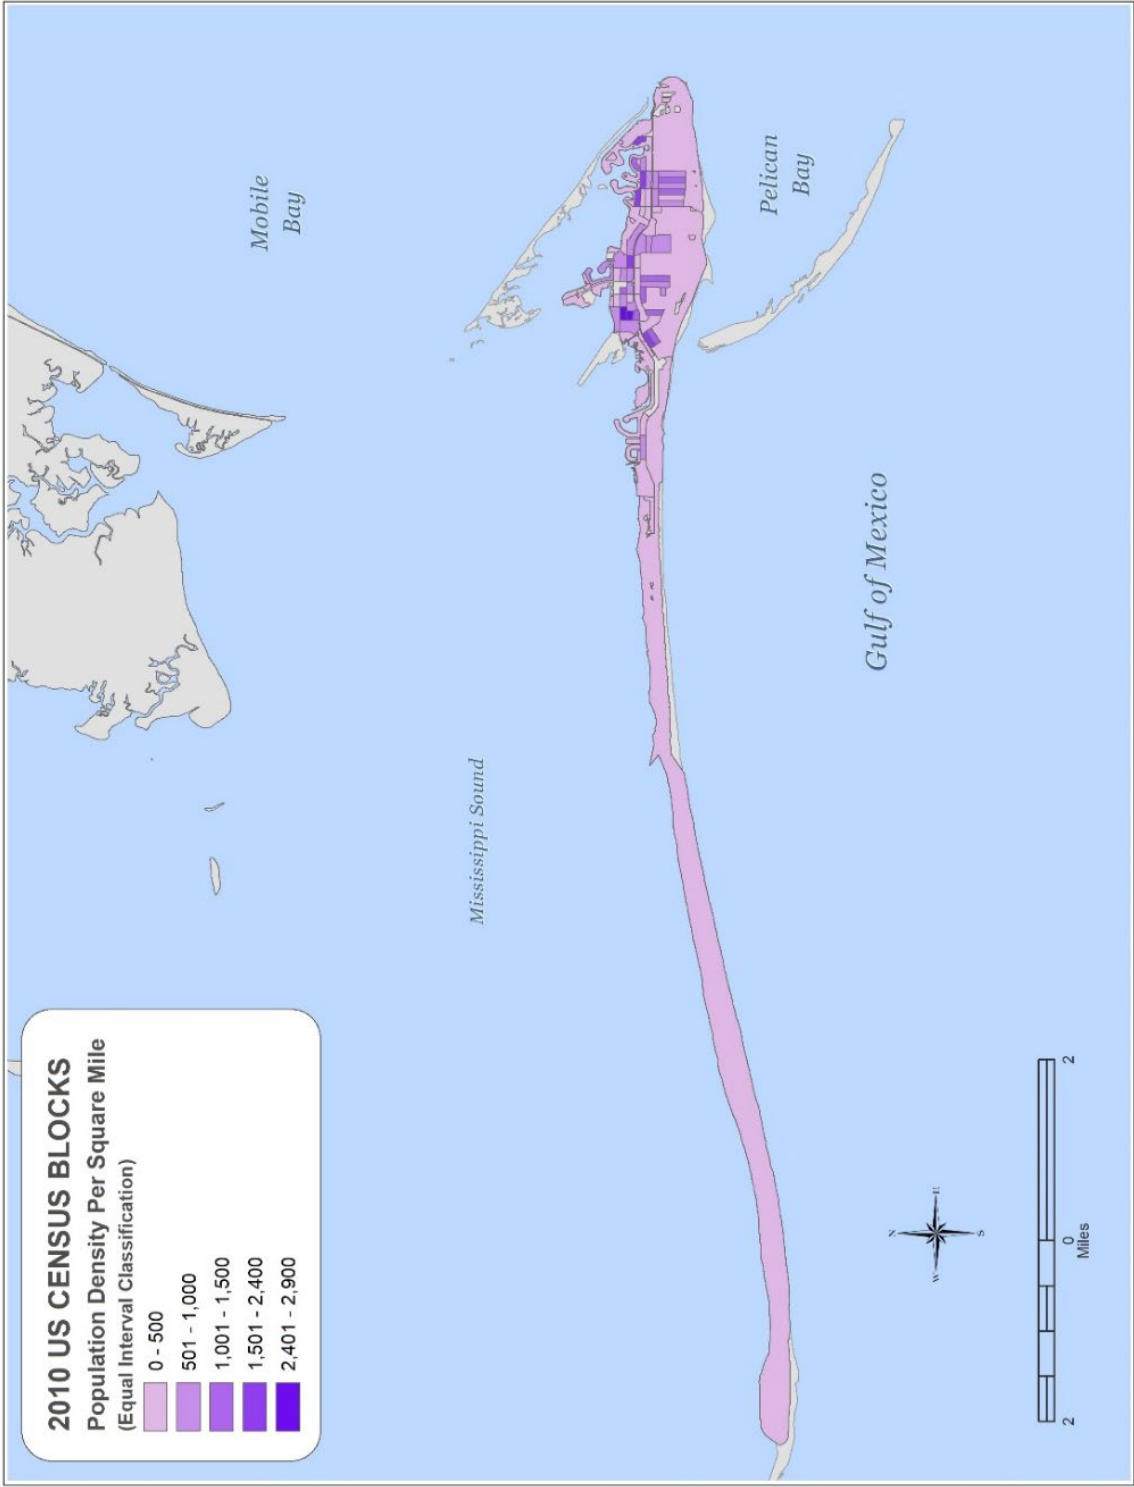 2010 US CENSUS BLOCKS
Population Density Per Square Mile
(Equal Interval Classification)
0 - 500
501 - 1,000
1,001 - 1,500
1,501 - 2,400
2,401 - 2,900
Mobile
Bay
Mississippi Sound
Pelican
Bay
Gulf of Mexico
N
W
E
S
2
0
2
Miles